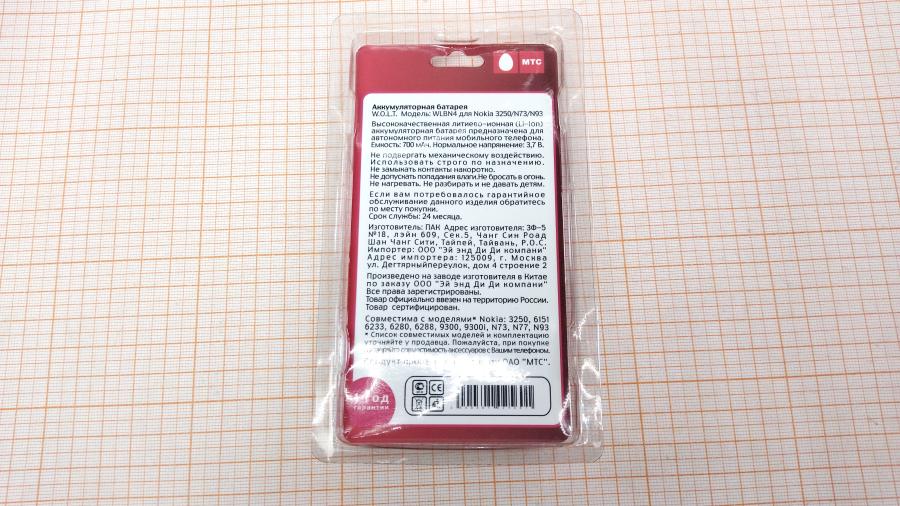 МТС
Аккумуляторная батарея
W.O.L.T. Модель: WLBN4 для Nokia 3250/N73/N93
Высококачественная литиево-ионная (Li-Ion)
аккумуляторная батарея предназначена для
автономного питания мобильного телефона.
Емкость: 700 мАч. Нормальное напряжение: 3,7 В.
Не подвергать механическому воздействию.
Использовать строго по назначению.
Не замыкать контакты накоротко.
Не допускать попадания влаги.Не бросать в огонь.
Не нагревать. Не разбирать и не давать детям.
Если вам потребовалось гарантийное
обслуживание данного изделия обратитесь
по месту покупки.
Срок службы: 24 месяца.
Изготовитель: ПАК Адрес изготовителя: 3Ф-5
№18, лэйн 609, Сек.5, Чанг Син Роад
Шан Чанг Сити, Тайпей, Тайвань, Р.О.С.
Импортер: ООО "Эй энд Ди Ди компани"
Адрес импортера: 125009, г. Москва
ул. Дегтярныйпереулок, дом 4 строение 2
Произведено на заводе изготовителя в Китае
по заказу ООО "Эй энд Ди Ди компани"
Все права зарегистрированы.
Товар официально ввезен на территорию России.
Товар сертифицирован.
Совместима с моделями* Nokia: 3250, 6151
6233, 6280, 6288, 9300, 9300i, N73, N77, N93
* Список совместимых моделей и комплектацию
уточняйте у продавца. Пожалуйста, при покупке
совместимость аксессуаров с Вашим телефоном.
ОАО "МТС".
1 год
гарантии
CE